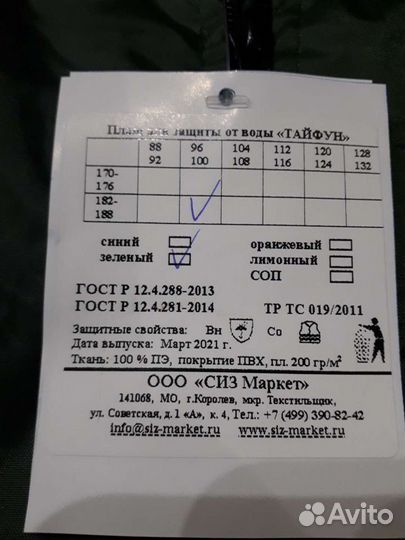 Плащ для защиты от воды «ТАЙФУН»
88 96 104 112 120 128
92 100 108 116 124 132
170-
176
182-
188
синий оранжевый
зеленый лимонный
СОП
ГОСТ Р 12.4.288-2013
ГОСТ Р 12.4.281-2014 ТР ТС 019/2011
Защитные свойства: Вн Со
Дата выпуска: Март 2021 г.
Ткань: 100 % ПЭ, покрытие ПВХ, пл. 200 гр/м²
ООО «СИЗ Маркет»
141068, МО, г.Королев, мкр. Текстильщик,
ул. Советская, д.1 «А», к. 4, Тел.: +7 (499) 390-82-42
info@siz-market.ru www.siz-market.ru
Avito